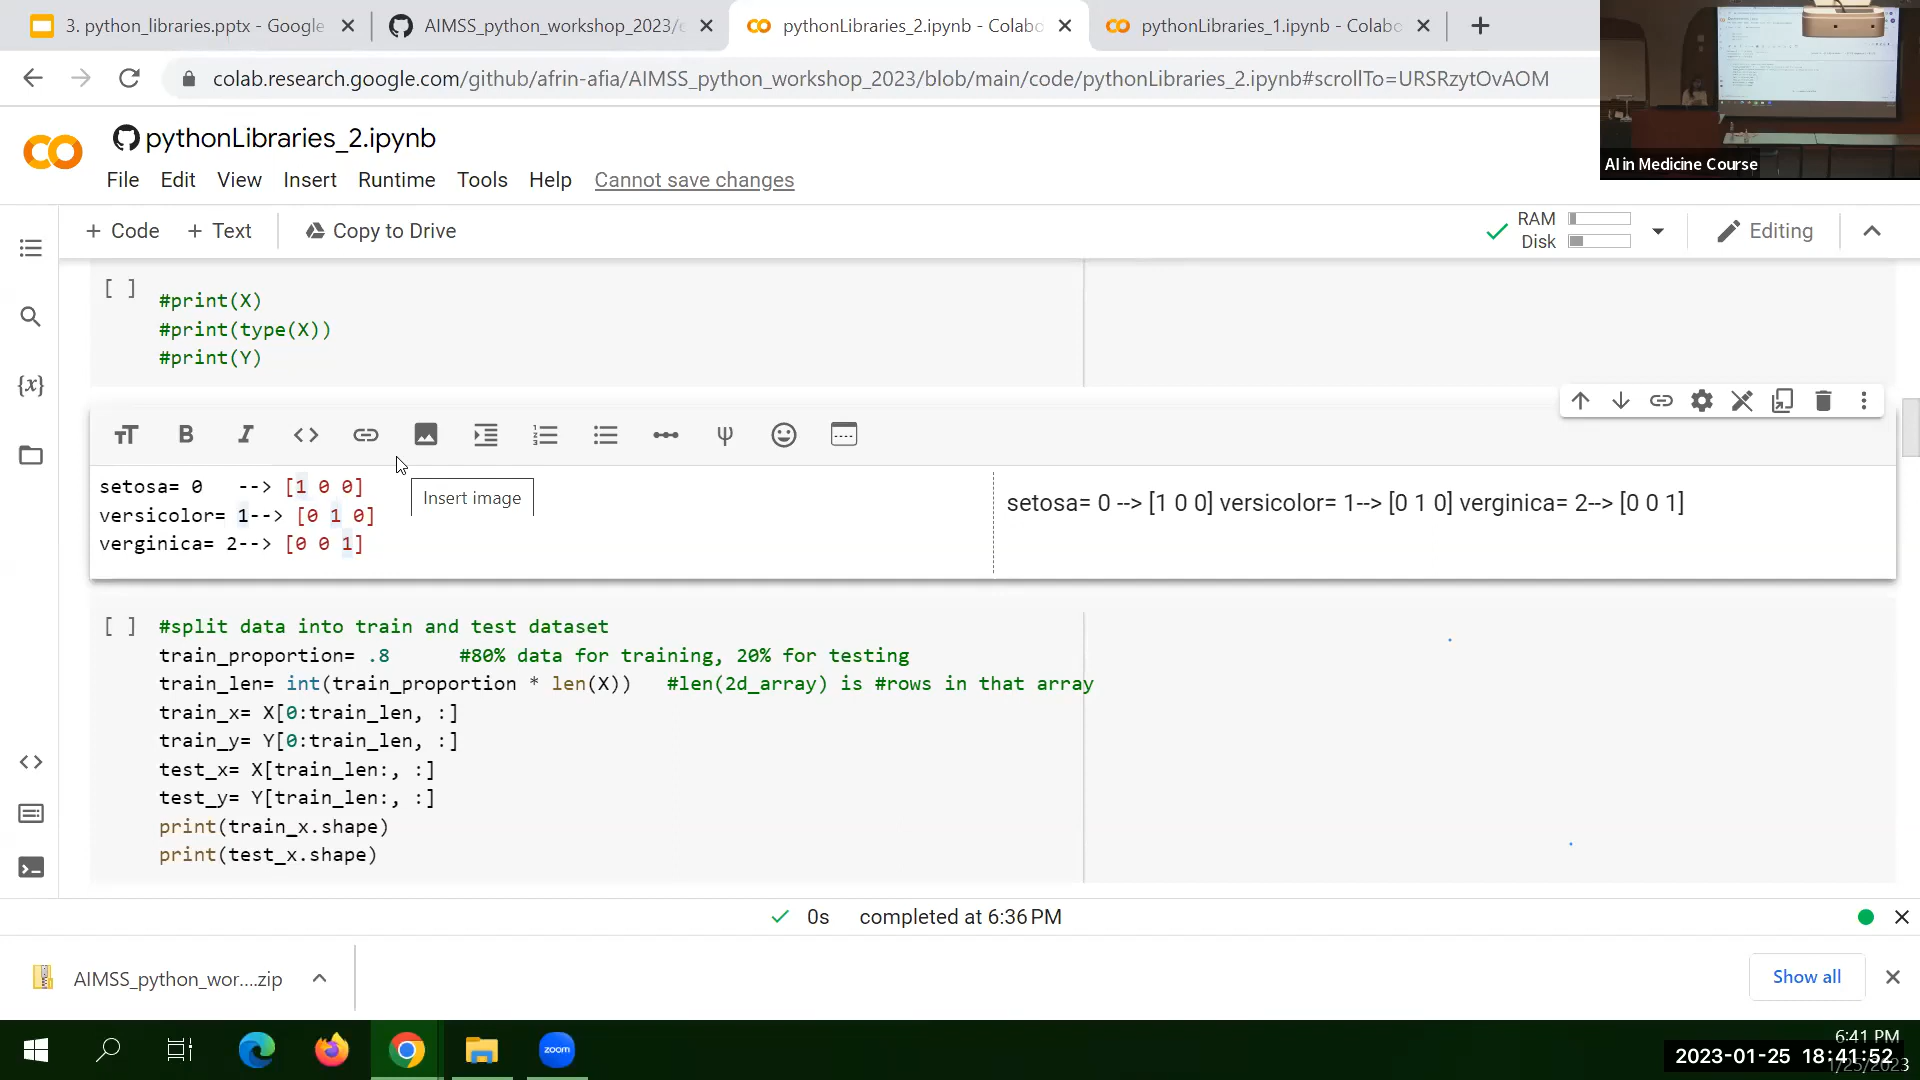 3. python_libraries.pptx - Google
AIMSS_python_workshop_2023/e
pythonLibraries_2.ipynb - Colabo
pythonLibraries_1.ipynb - Colabo
colab.research.google.com/github/afrin-afia/AIMSS_python_workshop_2023/blob/main/code/pythonLibraries_2.ipynb#scrollTo=URSRzytOvAOM
AI in Medicine Course
pythonLibraries_2.ipynb
File Edit View Insert Runtime Tools Help Cannot save changes
+ Code + Text Copy to Drive
RAM
Disk
Editing
[ ]
#print(X)
#print(type(X))
#print(Y)
setosa= 0 --> [1 0 0]
versicolor= 1--> [0 1 0]
verginica= 2--> [0 0 1]
Insert image
setosa= 0 --> [1 0 0] versicolor= 1--> [0 1 0] verginica= 2--> [0 0 1]
[ ] #split data into train and test dataset
train_proportion= .8 #80% data for training, 20% for testing
train_len= int(train_proportion * len(X)) #len(2d_array) is #rows in that array
train_x= X[0:train_len, :]
train_y= Y[0:train_len, :]
test_x= X[train_len:, :]
test_y= Y[train_len:, :]
print(train_x.shape)
print(test_x.shape)
0s completed at 6:36 PM
AIMSS_python_wor....zip
Show all
zoom
6:41 PM
2023-01-25 18:41:52
1/25/2023